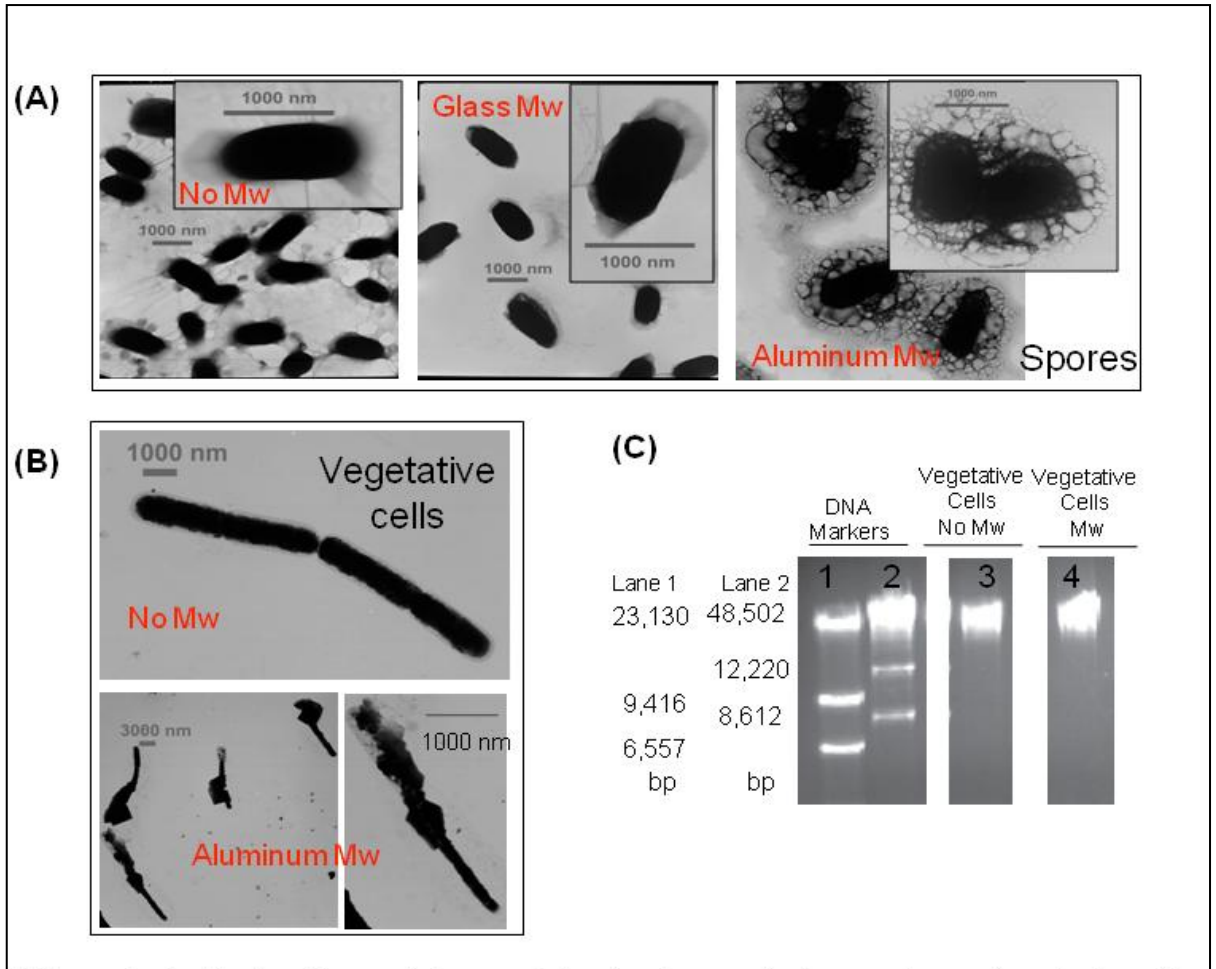 (A)
1000 nm
No Mw
1000 nm
Glass Mw
1000 nm
1000 nm
1000 nm
Aluminum Mw
Spores
(B)
1000 nm
Vegetative
cells
No Mw
3000 nm
1000 nm
Aluminum Mw
(C)
DNA
Markers
Vegetative
Cells
No Mw
Vegetative
Cells
Mw
Lane 1
Lane 2
1
2
3
4
23,130
48,502
12,220
9,416
8,612
6,557
bp
bp